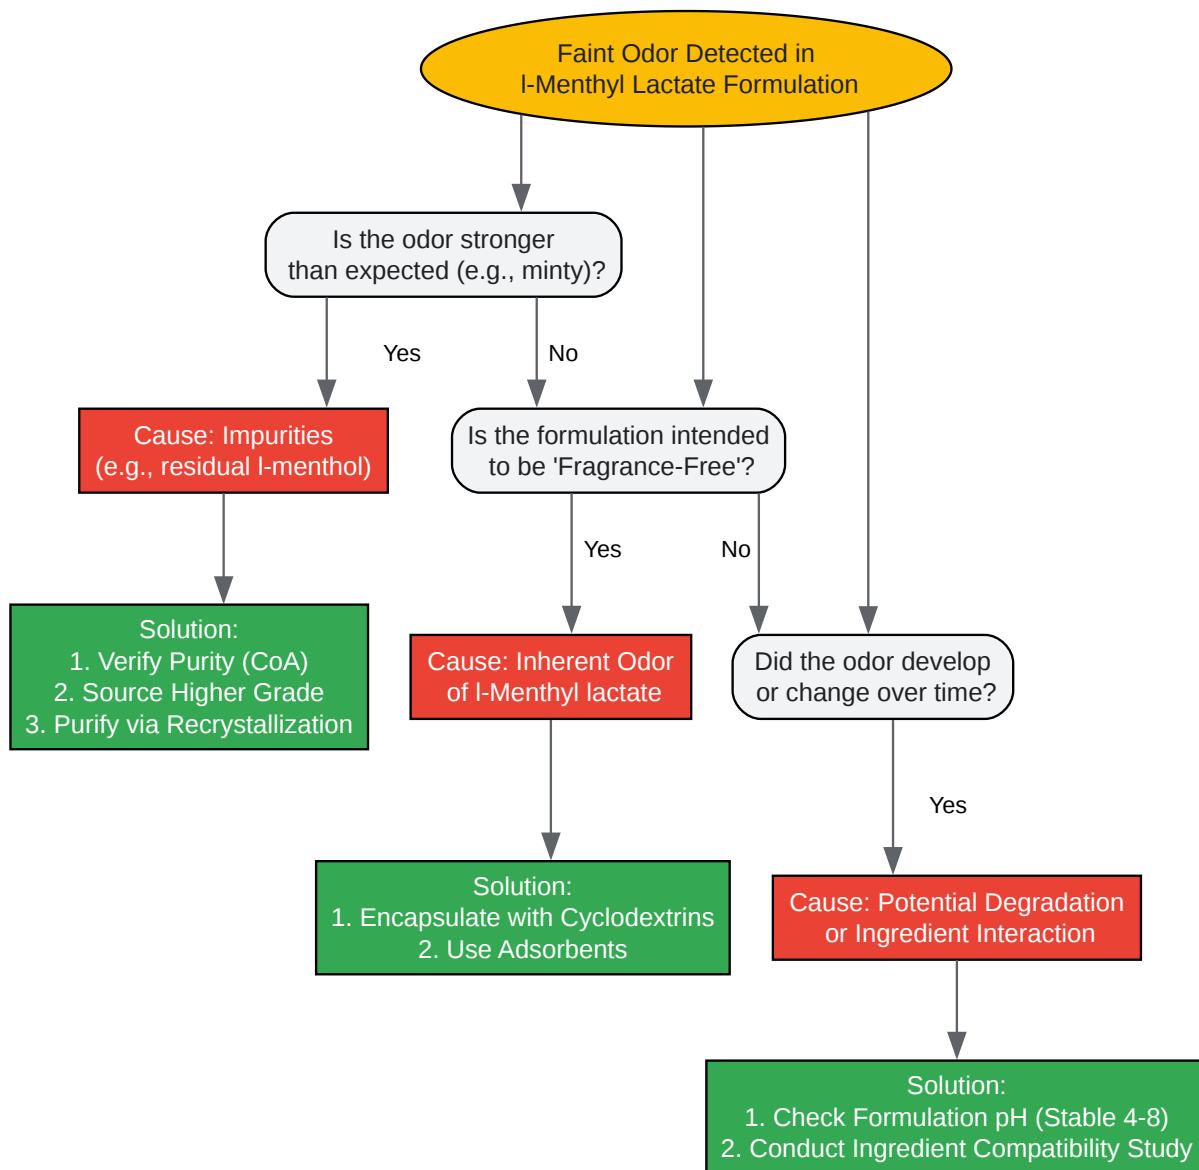 Faint Odor Detected in
l-Menthyl Lactate Formulation
Is the odor stronger
than expected (e.g., minty)?
Yes
No
Cause: Impurities
(e.g., residual l-menthol)
Is the formulation intended
to be 'Fragrance-Free'?
Yes
No
Solution:
1. Verify Purity (CoA)
2. Source Higher Grade
3. Purify via Recrystallization
Cause: Inherent Odor
of l-Menthyl lactate
Did the odor develop
or change over time?
Yes
Solution:
1. Encapsulate with Cyclodextrins
2. Use Adsorbents
Cause: Potential Degradation
or Ingredient Interaction
Solution:
1. Check Formulation pH (Stable 4-8)
2. Conduct Ingredient Compatibility Study